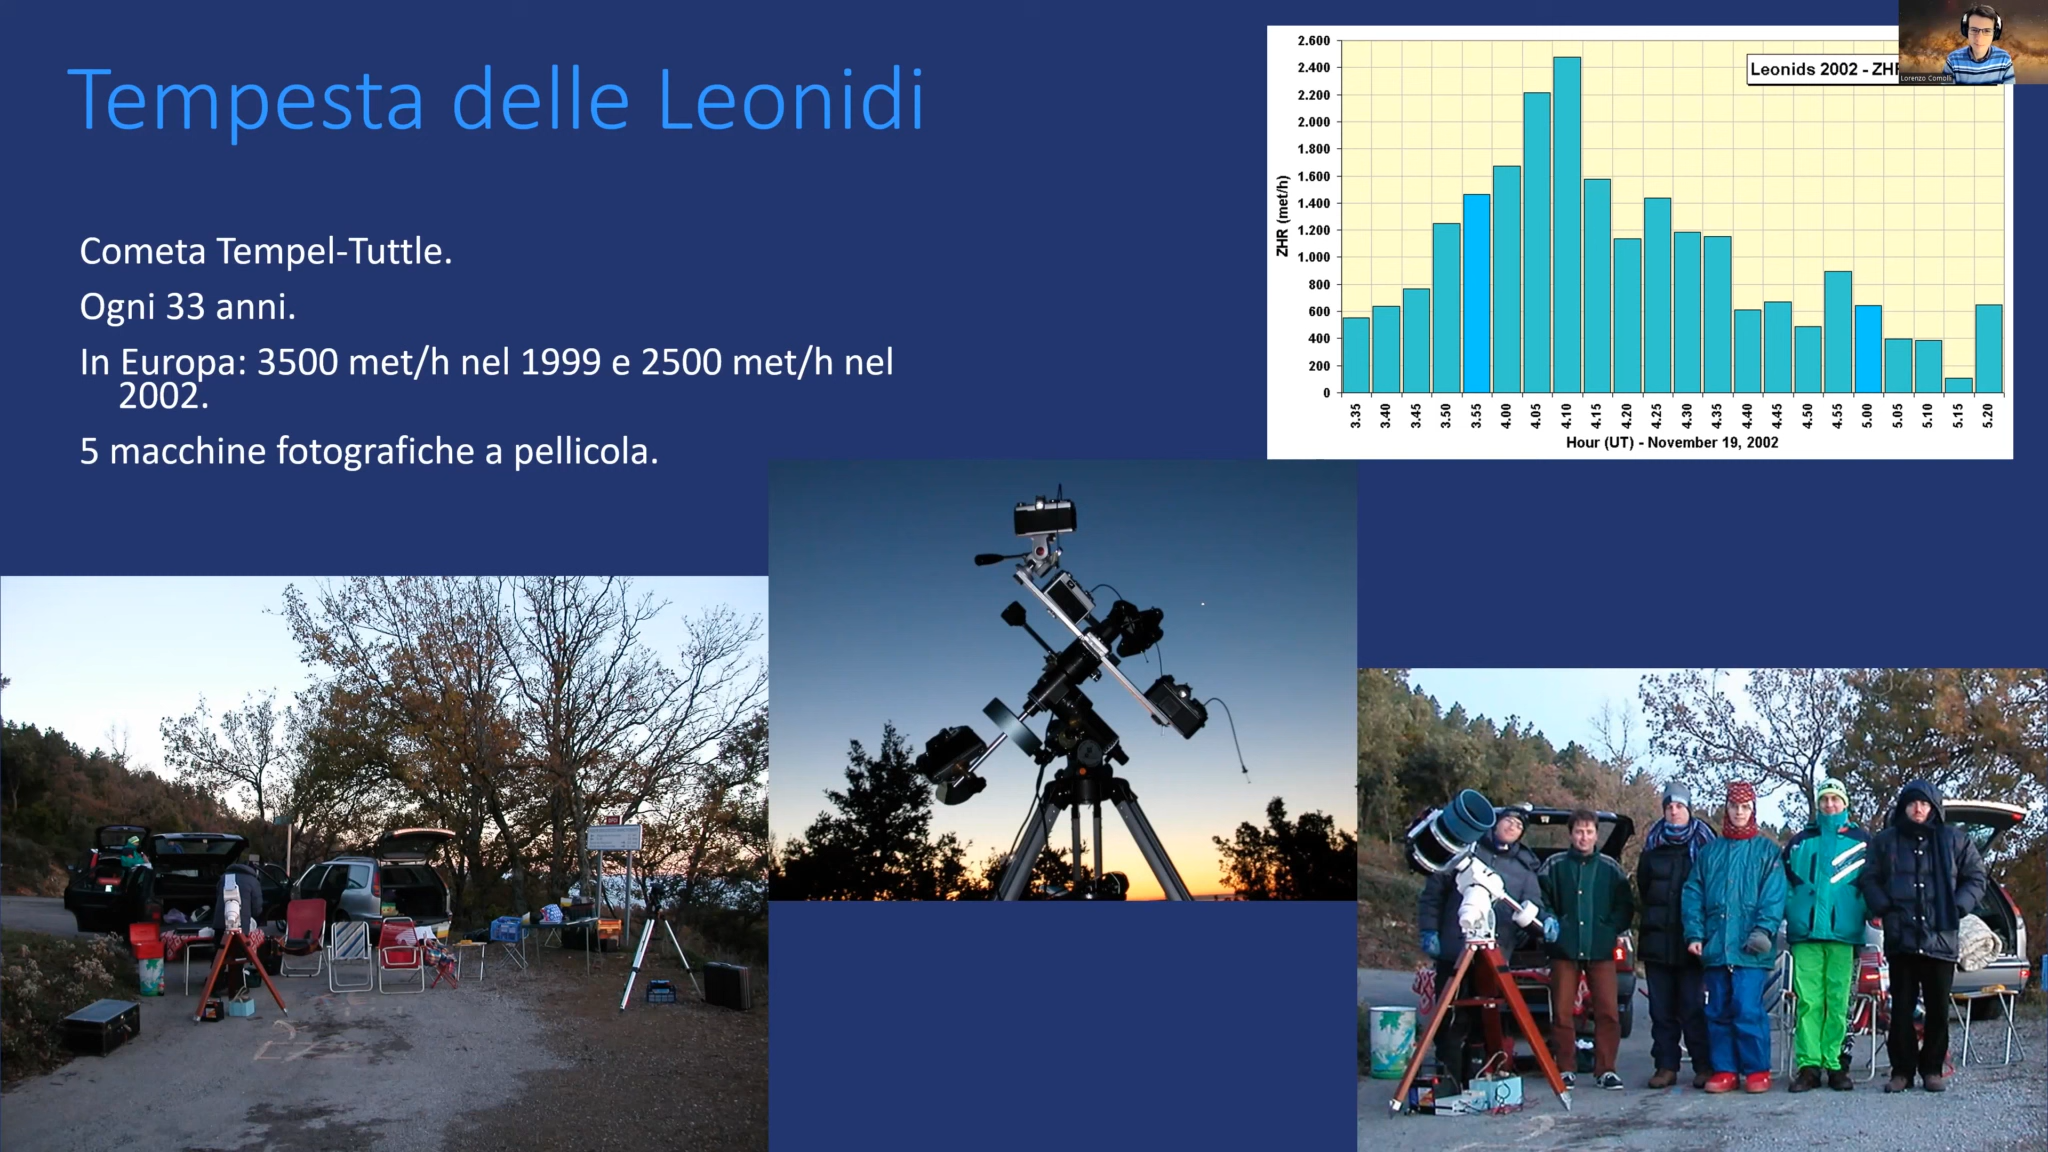 Tempesta delle Leonidi
Cometa Tempel-Tuttle.
Ogni 33 anni.
In Europa: 3500 met/h nel 1999 e 2500 met/h nel
2002.
5 macchine fotografiche a pellicola.
Leonids 2002 - ZH
Lorenzo Comolli
ZHR (met/h)
2.600
2.400
2.200
2.000
1.800
1.600
1.400
1.200
1.000
800
600
400
200
0
3.35 3.40 3.45 3.50 3.55 4.00 4.05 4.10 4.15 4.20 4.25 4.30 4.35 4.40 4.45 4.50 4.55 5.00 5.05 5.10 5.15 5.20
Hour (UT) - November 19, 2002